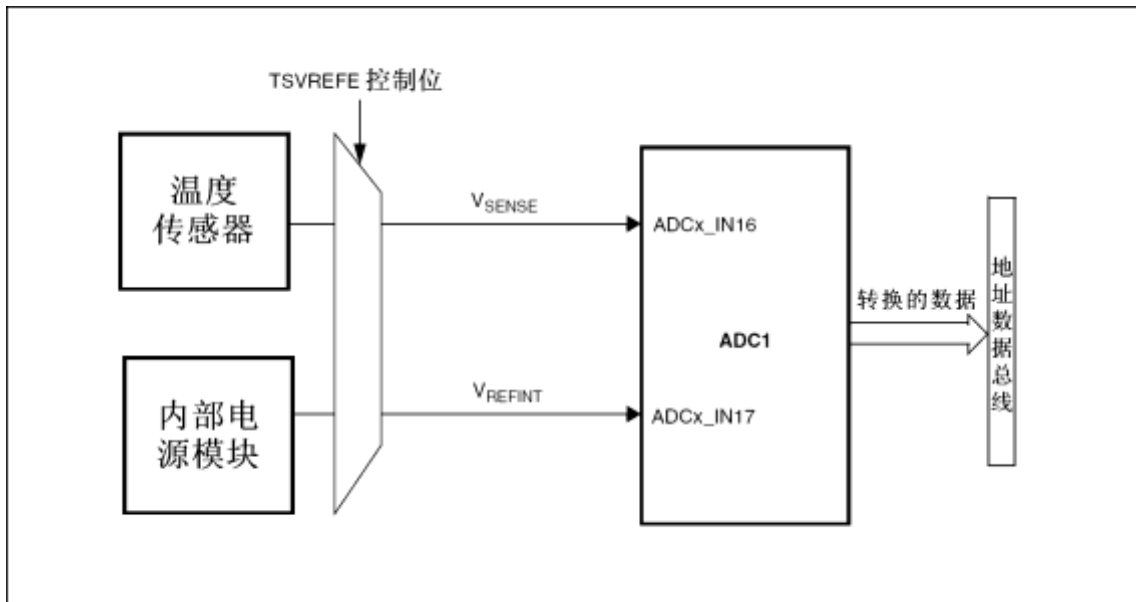 TSVREFE 控制位
温度
传感器
VSENSE
ADCx_IN16
转换的数据
地址数据总线
ADC1
内部电
源模块
VREFINT
ADCx_IN17